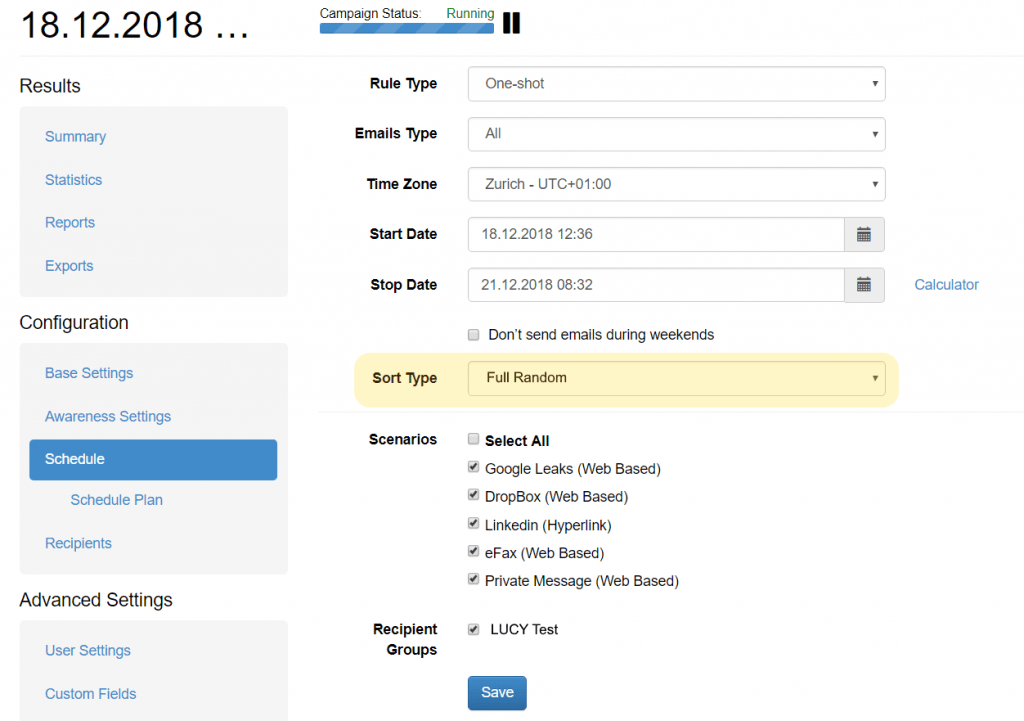 18.12.2018 ...
Campaign Status: Running
Results
Summary
Statistics
Reports
Exports
Configuration
Base Settings
Awareness Settings
Schedule
Schedule Plan
Recipients
Advanced Settings
User Settings
Custom Fields
Rule Type One-shot
Emails Type All
Time Zone Zurich - UTC+01:00
Start Date 18.12.2018 12:36
Stop Date 21.12.2018 08:32 Calculator
Don't send emails during weekends
Sort Type Full Random
Scenarios Select All
Google Leaks (Web Based)
DropBox (Web Based)
Linkedin (Hyperlink)
eFax (Web Based)
Private Message (Web Based)
Recipient LUCY Test
Groups
Save